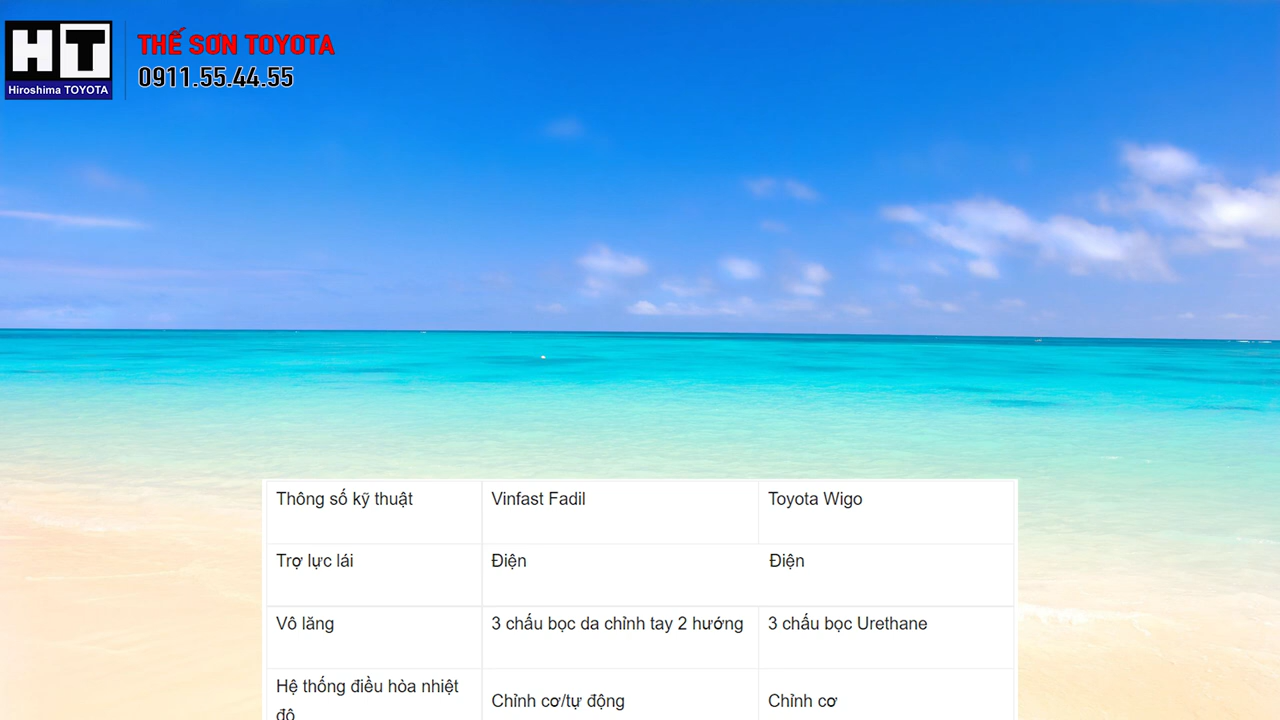 HT
Hiroshima TOYOTA
THẾ SƠN TOYOTA
0911.55.44.55
Thông số kỹ thuật Vinfast Fadil Toyota Wigo
Trợ lực lái Điện Điện
Vô lăng 3 chấu bọc da chỉnh tay 2 hướng 3 chấu bọc Urethane
Hệ thống điều hòa nhiệt
độ Chỉnh cơ/tự động Chỉnh cơ